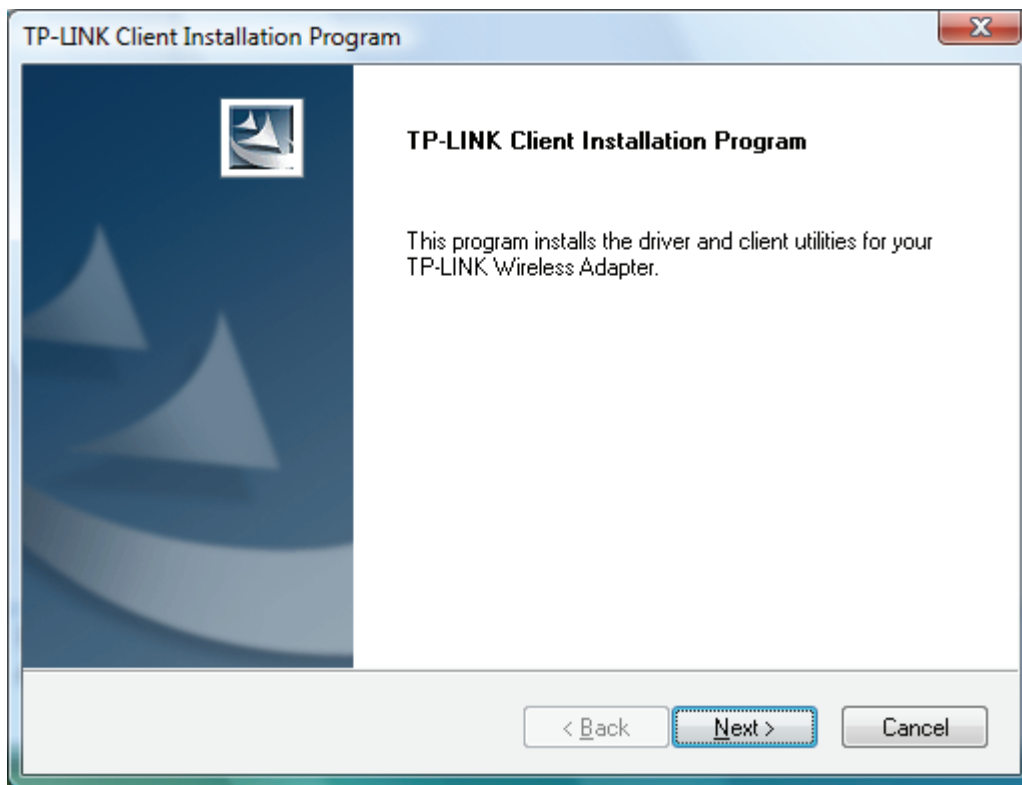 TP-LINK Client Installation Program
TP-LINK Client Installation Program
This program installs the driver and client utilities for your
TP-LINK Wireless Adapter.
< Back Next > Cancel